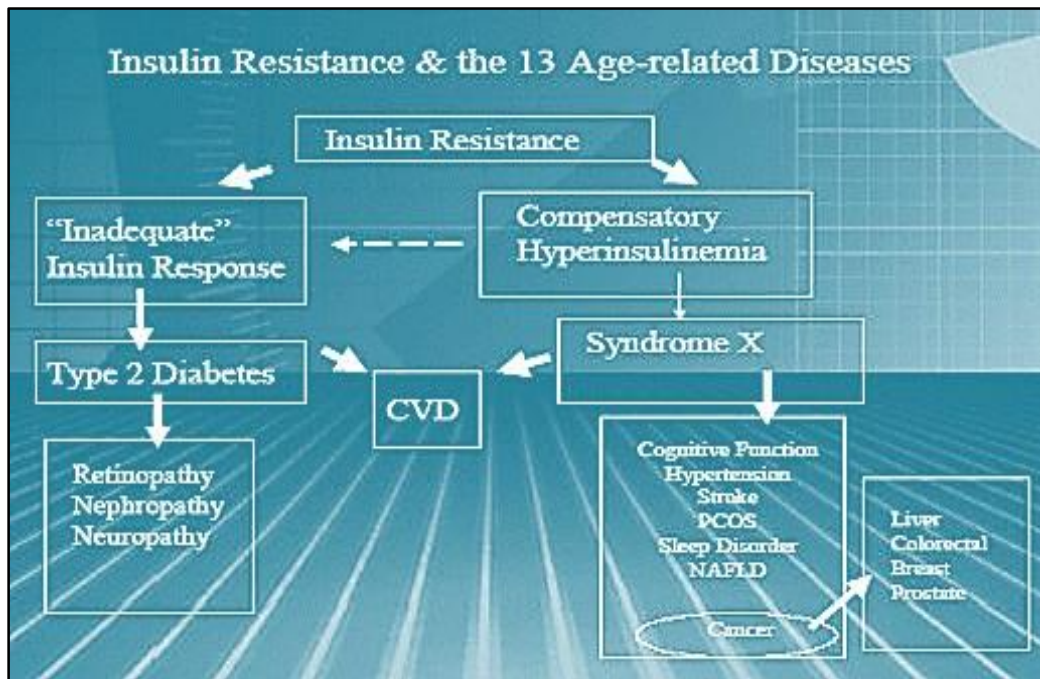 Insulin Resistance & the 13 Age-related Diseases
Insulin Resistance
“Inadequate”
Insulin Response
Compensatory
Hyperinsulinemia
Type 2 Diabetes
CVD
Syndrome X
Retinopathy
Nephropathy
Neuropathy
Cognitive Function
Hypertension
Stroke
PCOS
Sleep Disorder
NAFLD
Cancer
Liver
Colorectal
Breast
Prostate